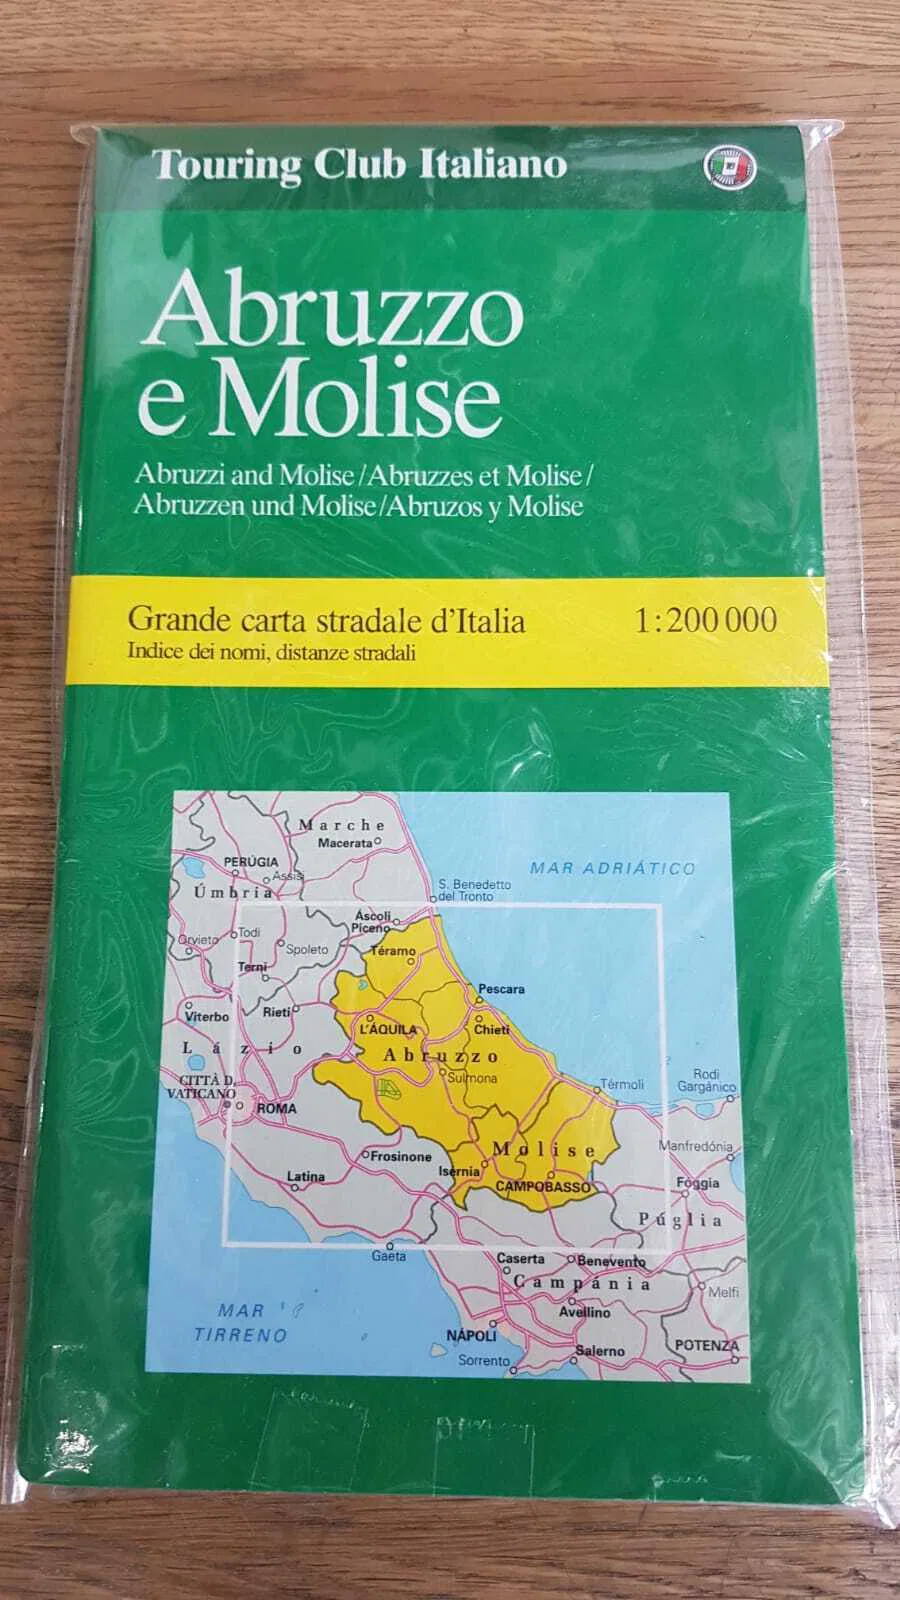 Touring Club Italiano
Abruzzo
e Molise
Abruzzi and Molise/Abruzzes et Molise/
Abruzzen und Molise/Abruzos y Molise
Grande carta stradale d'Italia 1:200 000
Indice dei nomi, distanze stradali
Marche
Macerata
MAR ADRIÁTICO
PERÚGIA
Assisi
Úmbria
S. Benedetto
del Tronto
Áscoli
Piceno
Orvieto
Todi
Spoleto
Téramo
Terni
Pescara
Viterbo
Rieti
L'ÁQUILA
Chieti
Lázio
Abruzzo
Sulmona
Térmoli
Rodi
Gargánico
CITTÀ D.
VATICANO
ROMA
Manfredónia
Molise
Frosinone
Isernia
Latina
CAMPOBASSO
Fóggia
Púglia
Gaeta
Caserta
Benevento
Campánia
Melfi
Avellino
MAR
TIRRENO
NÁPOLI
Salerno
POTENZA
Sorrento